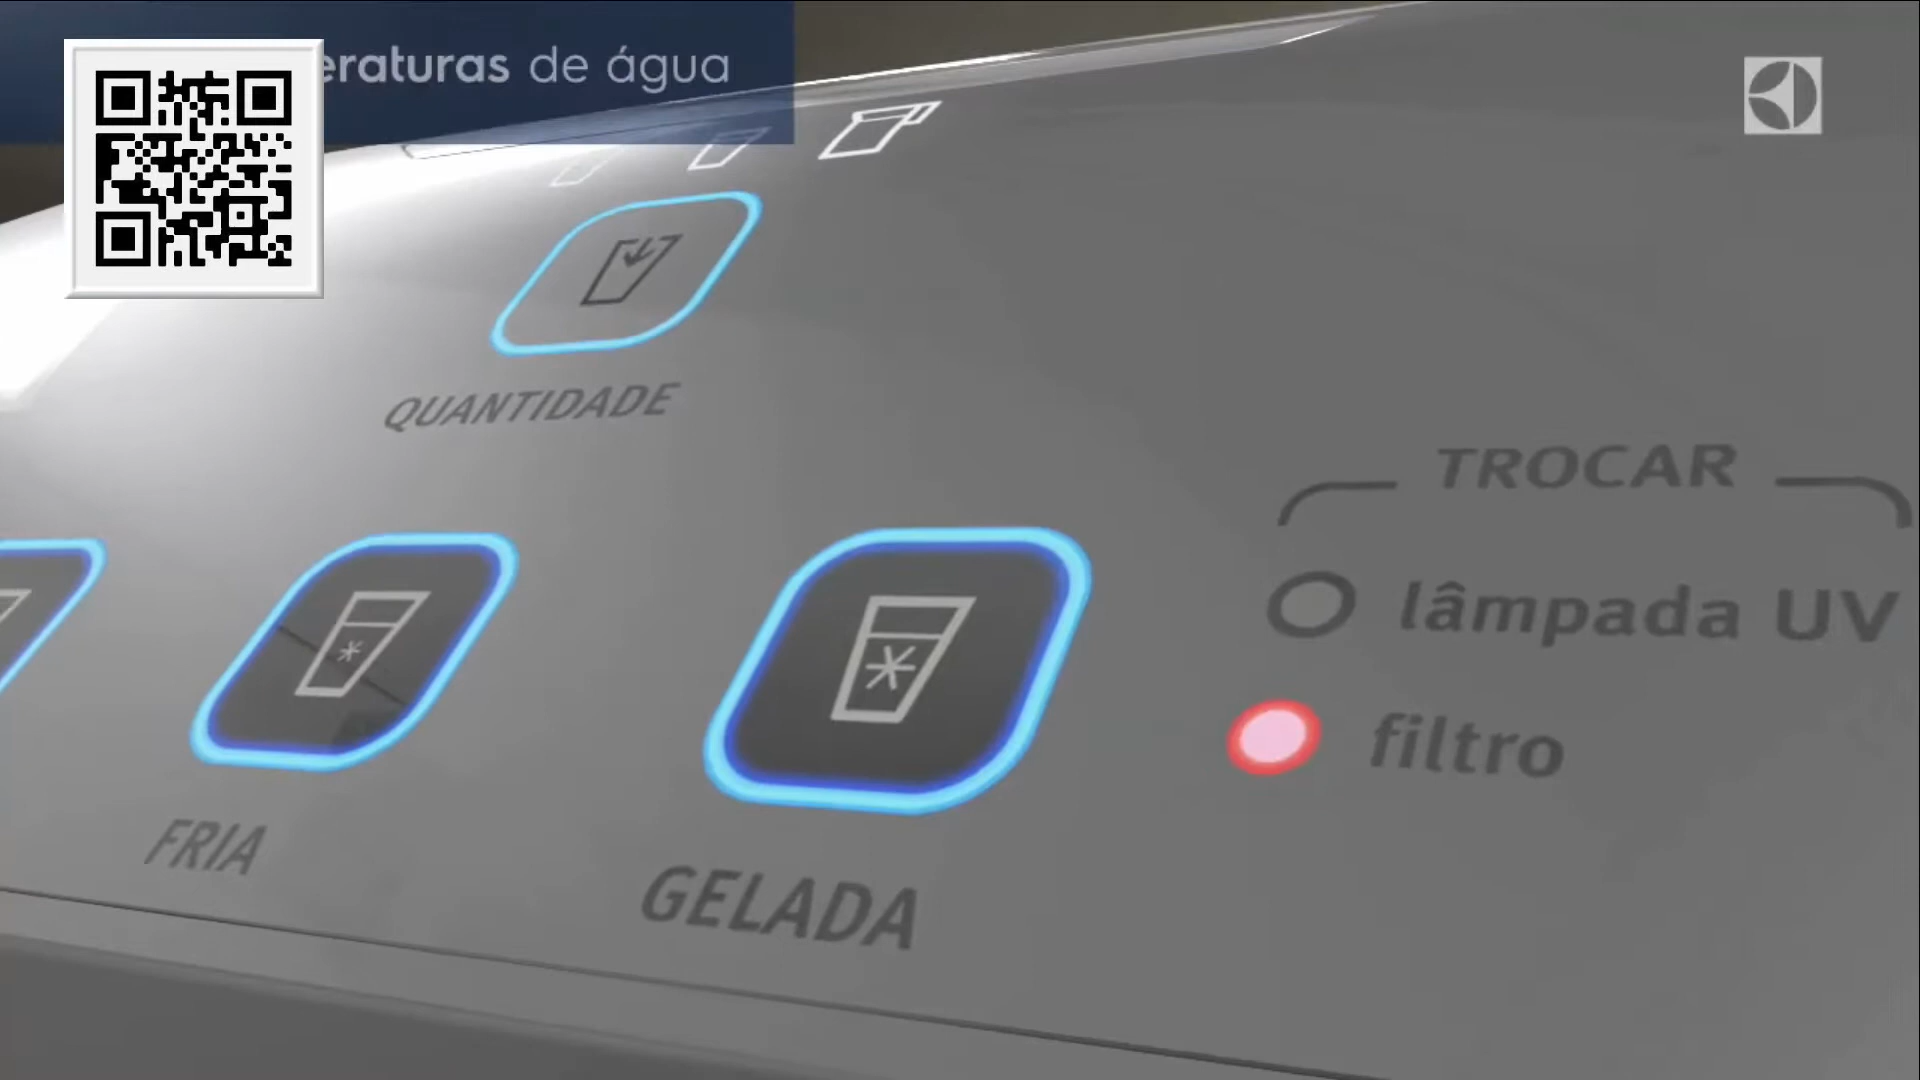 eraturas de água
QUANTIDADE
TROCAR
lâmpada UV
filtro
FRIA
GELADA